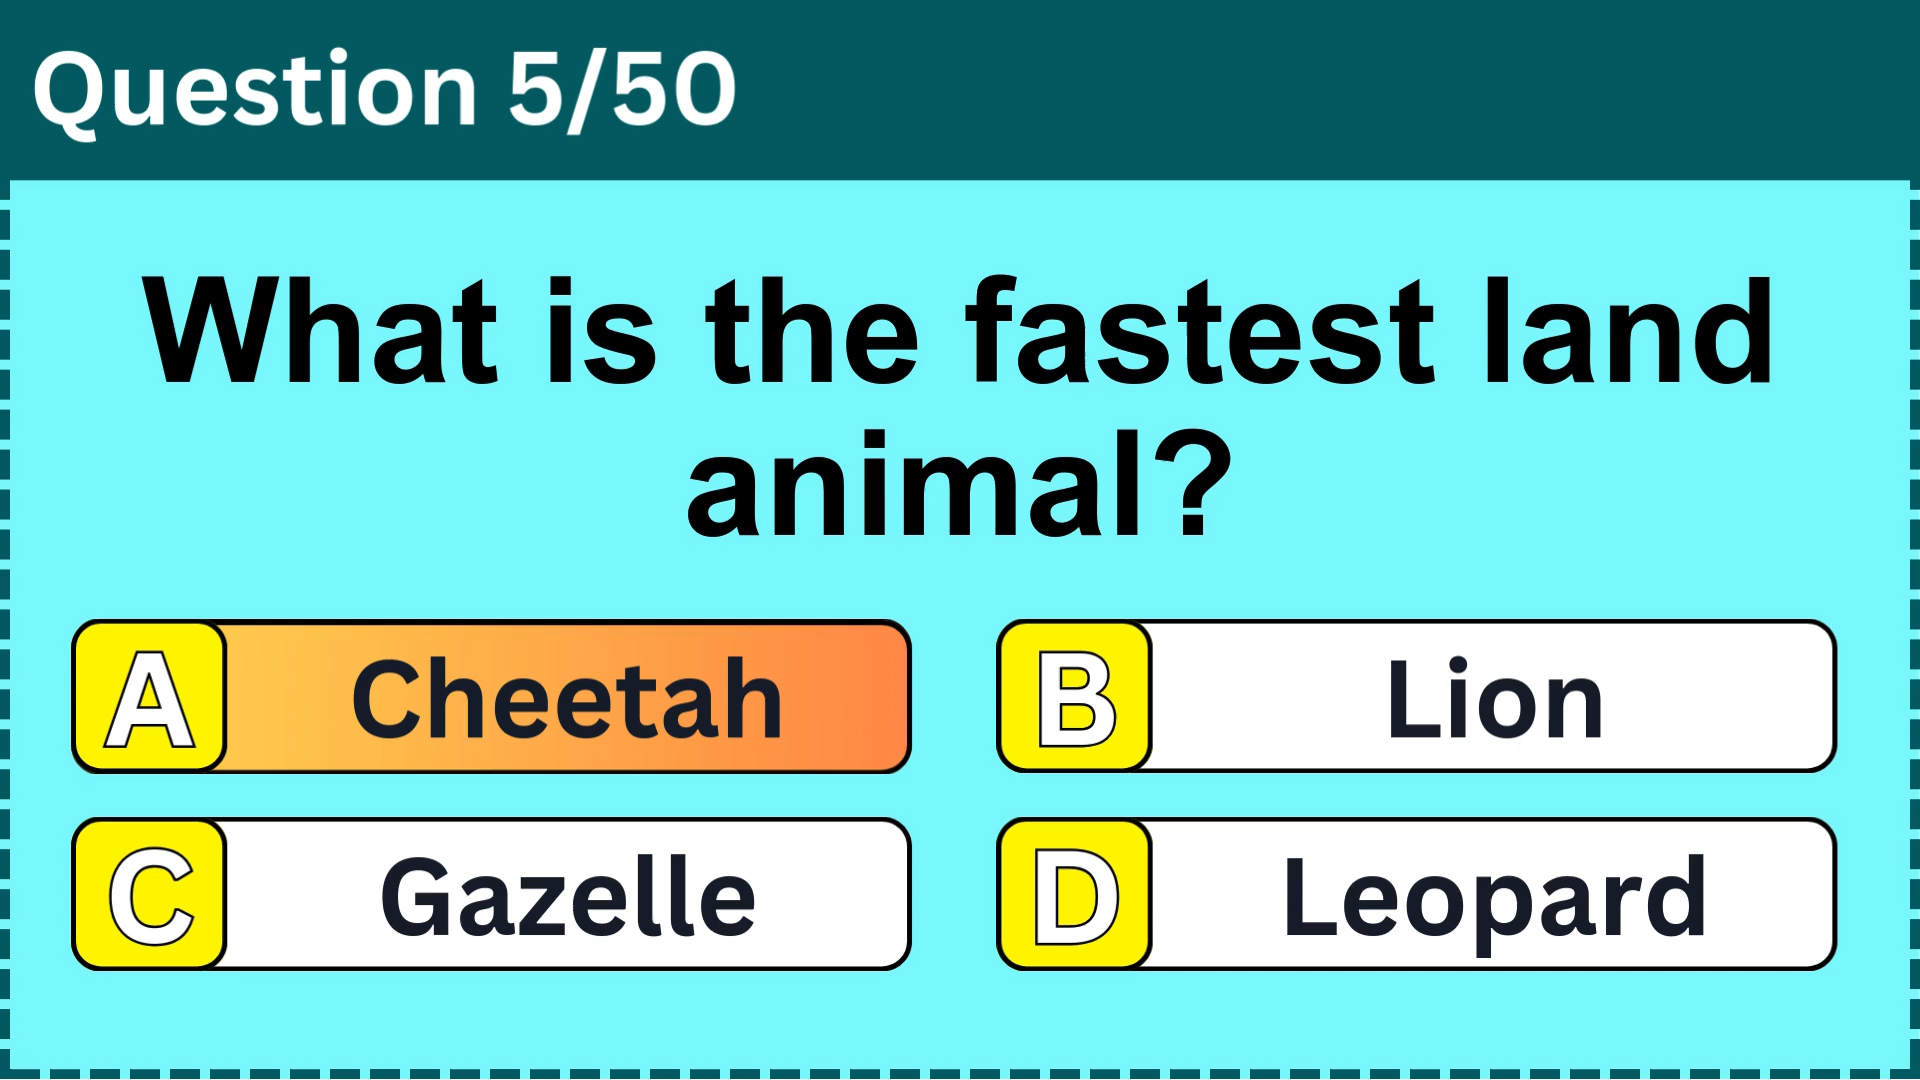 Question 5/50
What is the fastest land
animal?
A Cheetah
B Lion
C Gazelle
D Leopard